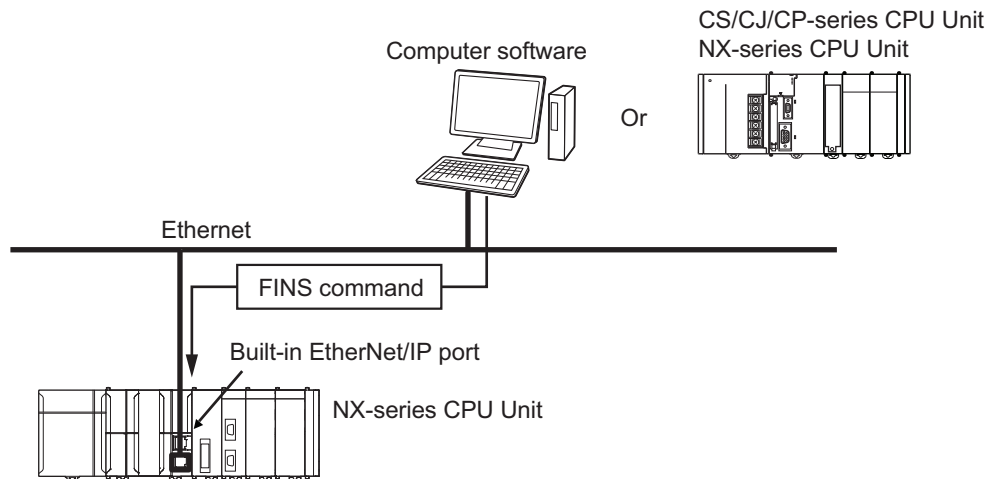 CS/CJ/CP-series CPU Unit
NX-series CPU Unit
Computer software
Or
Ethernet
FINS command
Built-in EtherNet/IP port
NX-series CPU Unit